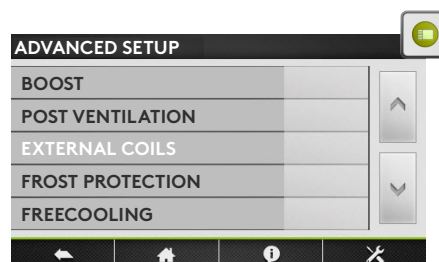 ADVANCED SETUP
BOOST
POST VENTILATION
EXTERNAL COILS
FROST PROTECTION
FREECOOLING